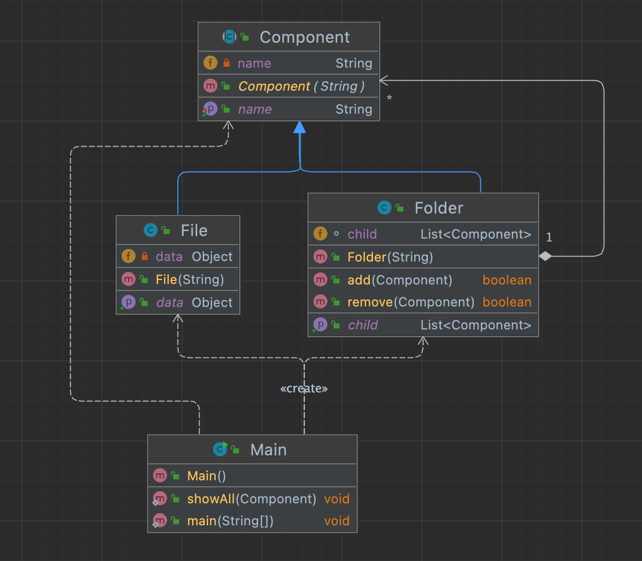 Component
name String
Component(String)
name String
*
File
data Object
File(String)
data Object
Folder
child List<Component>
Folder(String)
add(Component) boolean
remove(Component) boolean
child List<Component>
1
«create»
Main
Main()
showAll(Component) void
main(String[]) void